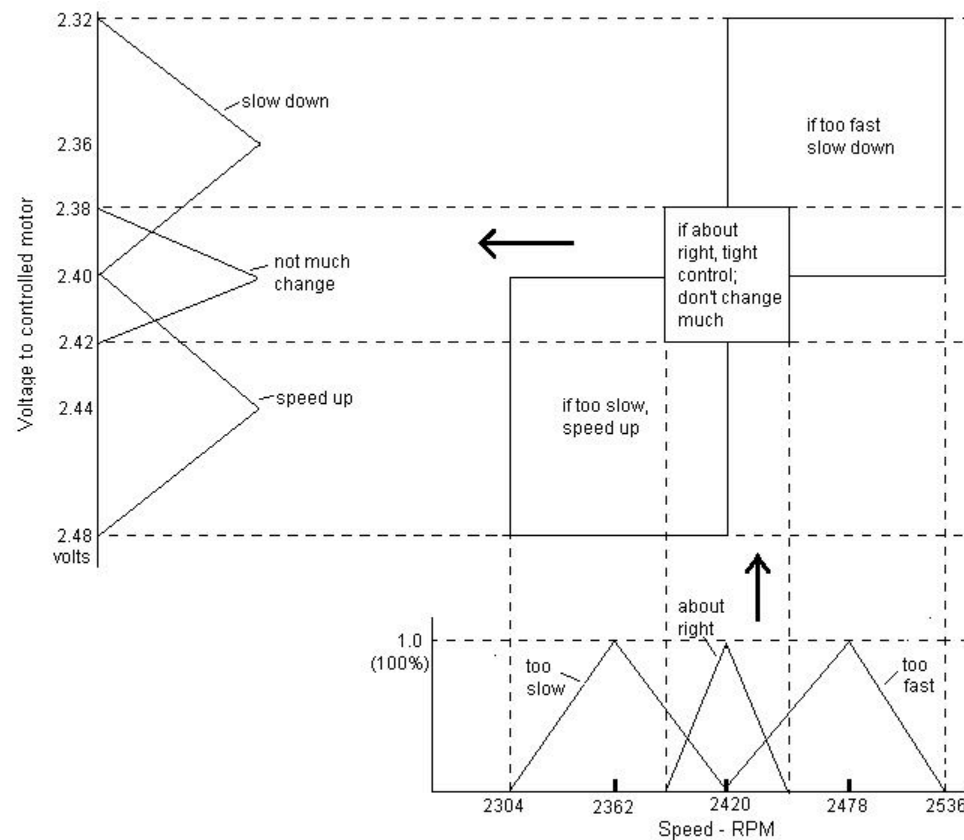 2.32
slow down
2.36
if too fast
slow down
Voltage to controlled motor
2.38
if about
right, tight
control;
don't change
much
not much
change
2.40
2.42
speed up
2.44
if too slow,
speed up
2.48
volts
about
right
1.0
(100%)
too
slow
too
fast
2304
2362
2420
2478
2536
Speed - RPM